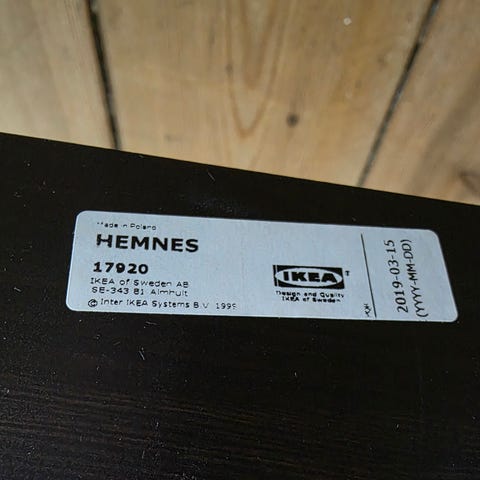 Made in Poland
HEMNES
17920
IKEA of Sweden AB
SE-343 81 Älmhult
© Inter IKEA Systems B.V. 1999
IKEA
Design and Quality
IKEA of Sweden
2019-03-15
(YYYY-MM-DD)